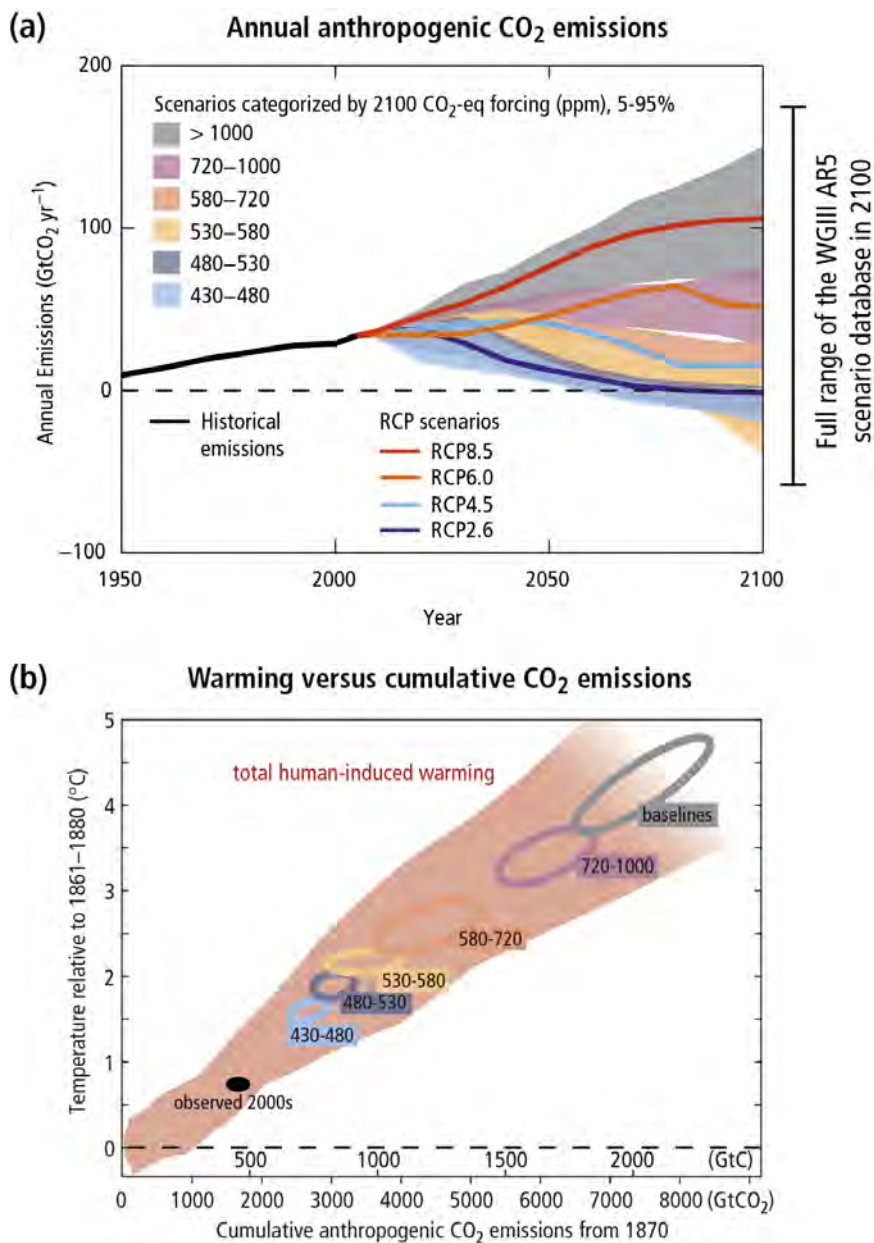 (a) Annual anthropogenic CO₂ emissions
200
Scenarios categorized by 2100 CO₂-eq forcing (ppm), 5-95%
> 1000
720–1000
580–720
530–580
480–530
430–480
100
0
−100
Annual Emissions (GtCO₂ yr⁻¹)
Historical
emissions
RCP scenarios
RCP8.5
RCP6.0
RCP4.5
RCP2.6
1950 2000 2050 2100
Year
Full range of the WGIII AR5
scenario database in 2100
(b) Warming versus cumulative CO₂ emissions
5
4
3
2
1
0
Temperature relative to 1861–1880 (°C)
total human-induced warming
baselines
720-1000
580-720
530-580
480-530
430-480
observed 2000s
500 1000 1500 2000 (GtC)
0 1000 2000 3000 4000 5000 6000 7000 8000 (GtCO₂)
Cumulative anthropogenic CO₂ emissions from 1870